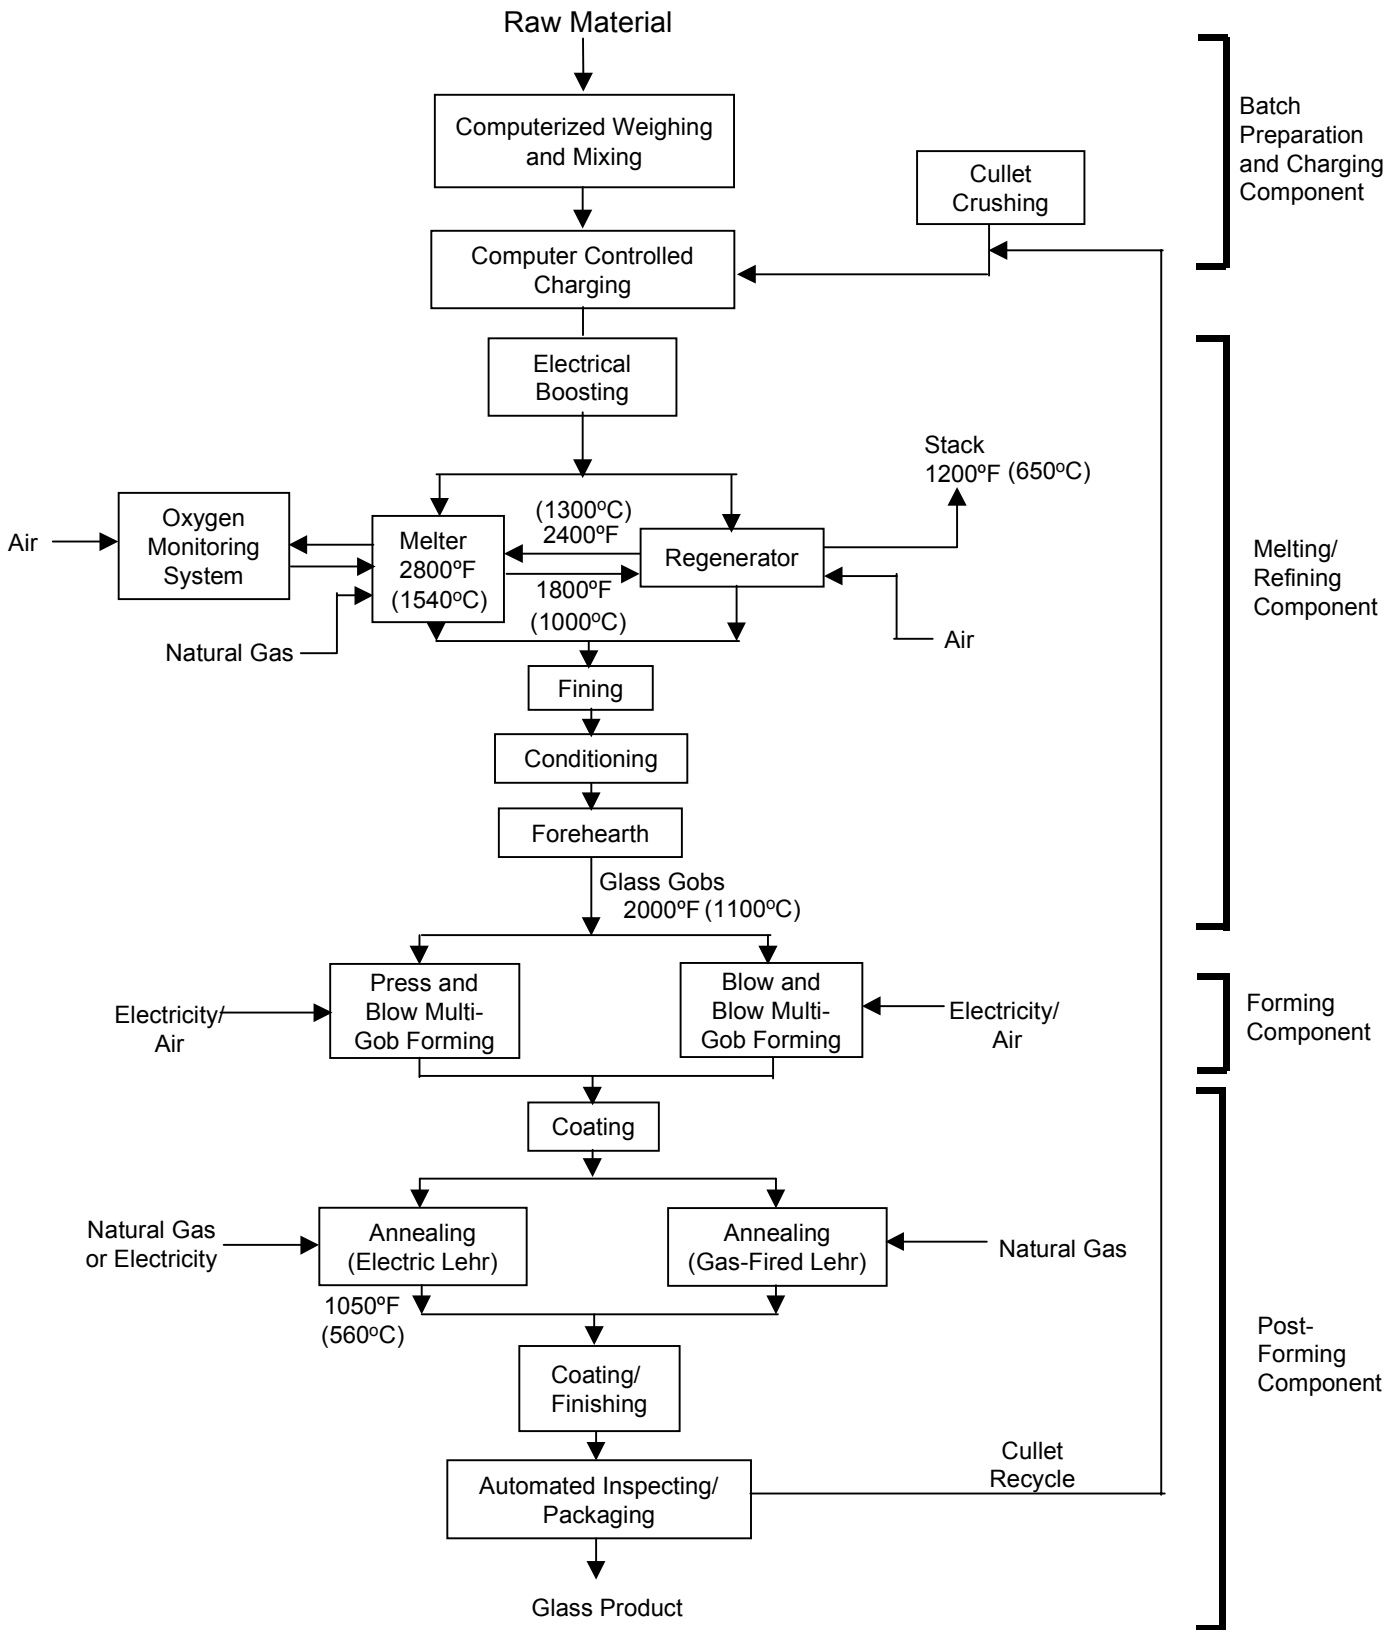 Raw Material
Computerized Weighing
and Mixing
Cullet
Crushing
Batch
Preparation
and Charging
Component
Computer Controlled
Charging
Electrical
Boosting
Stack
1200ºF (650ºC)
Air
Oxygen
Monitoring
System
Melter
2800ºF
(1540ºC)
(1300ºC)
2400ºF
1800ºF
(1000ºC)
Regenerator
Melting/
Refining
Component
Natural Gas
Air
Fining
Conditioning
Forehearth
Glass Gobs
2000ºF (1100ºC)
Electricity/
Air
Press and
Blow Multi-
Gob Forming
Blow and
Blow Multi-
Gob Forming
Electricity/
Air
Forming
Component
Coating
Natural Gas
or Electricity
Annealing
(Electric Lehr)
Annealing
(Gas-Fired Lehr)
Natural Gas
1050ºF
(560ºC)
Post-
Forming
Component
Coating/
Finishing
Automated Inspecting/
Packaging
Cullet
Recycle
Glass Product